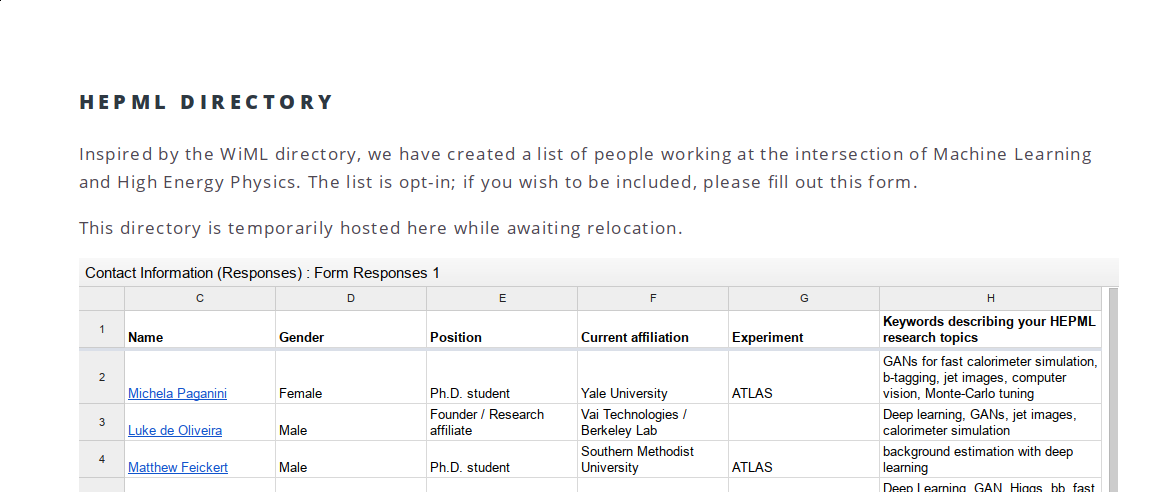 HEPML DIRECTORY
Inspired by the WiML directory, we have created a list of people working at the intersection of Machine Learning
and High Energy Physics. The list is opt-in; if you wish to be included, please fill out this form.
This directory is temporarily hosted here while awaiting relocation.
Contact Information (Responses) : Form Responses 1
C D E F G H
1 Name Gender Position Current affiliation Experiment Keywords describing your HEPML
research topics
2 Michela Paganini Female Ph.D. student Yale University ATLAS GANs for fast calorimeter simulation,
b-tagging, jet images, computer
vision, Monte-Carlo tuning
3 Luke de Oliveira Male Founder / Research
affiliate Vai Technologies /
Berkeley Lab Deep learning, GANs, jet images,
calorimeter simulation
4 Matthew Feickert Male Ph.D. student Southern Methodist
University ATLAS background estimation with deep
learning
Deep Learning, GAN, Higgs, bb, fast